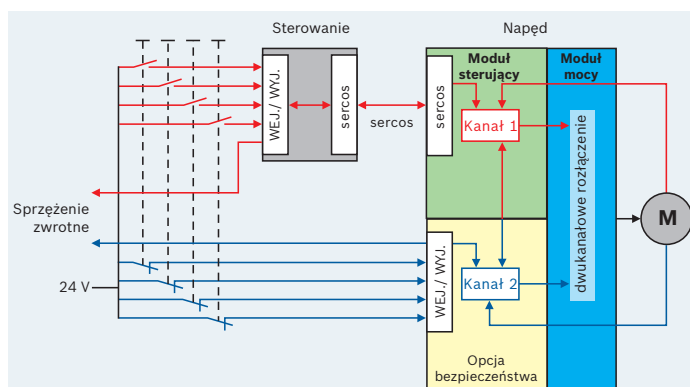 Sterowanie
Napęd
Moduł
sterujący
Moduł
mocy
WEJ./ WYJ.
sercos
sercos
sercos
Kanał 1
dwukanałowe rozłączenie
M
Sprzężenie
zwrotne
24 V
WEJ./ WYJ.
Kanał 2
Opcja
bezpieczeństwa